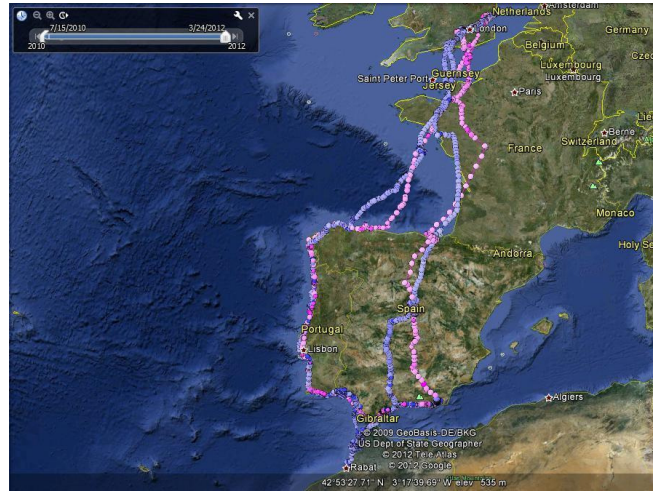 Netherlands
Amsterdam
London
Germany
Belgium
Luxembourg
Luxembourg
Saint Peter Port
Guernsey
Jersey
Paris
Berne
Switzerland
France
Monaco
Andorra
Spain
Portugal
Lisbon
Gibraltar
Algiers
Rabat
7/15/2010
3/24/2012
2010
2012
© 2009 GeoBasis-DE/BKG
US Dept of State Geographer
© 2012 Tele Atlas
© 2012 Google
42°53'27.71" N 3°17'39.69" W elev 535 m